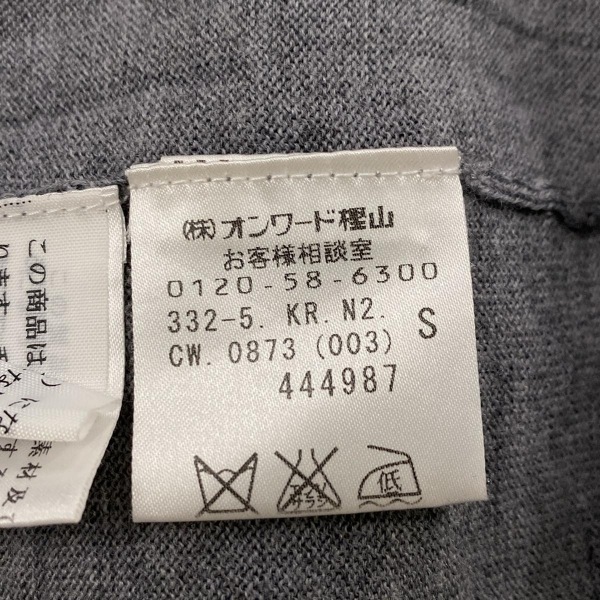 (株)オンワード樫山
お客様相談室
0120-58-6300
332-5. KR. N2.
CW. 0873 (003) S
444987
低
この商品は